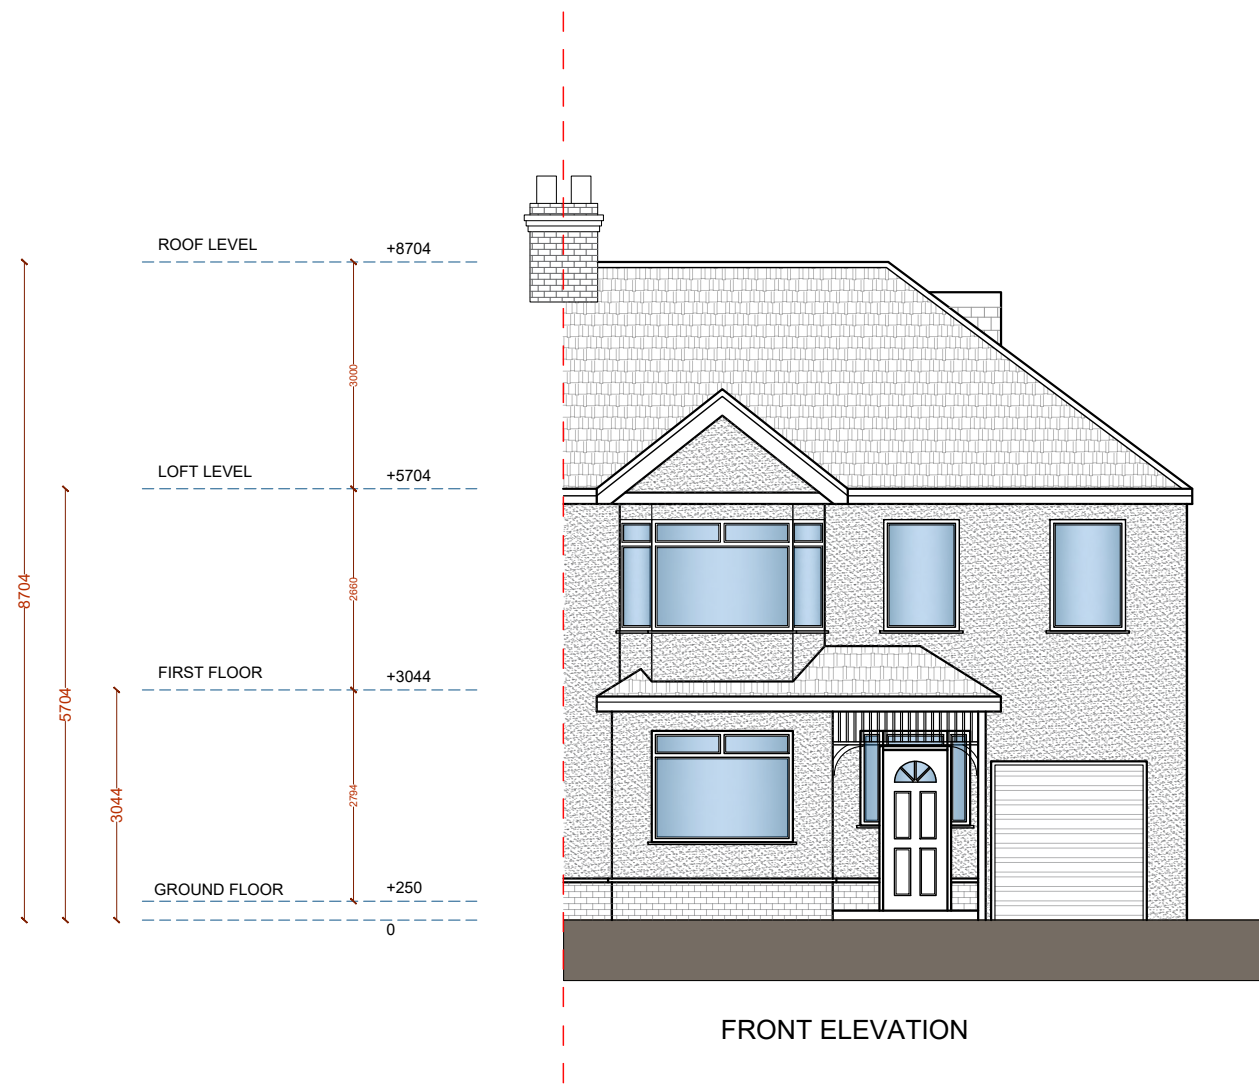 ROOF LEVEL +8704
3000
LOFT LEVEL +5704
8704
2660
FIRST FLOOR +3044
5704
2794
3044
GROUND FLOOR +250
0
FRONT ELEVATION